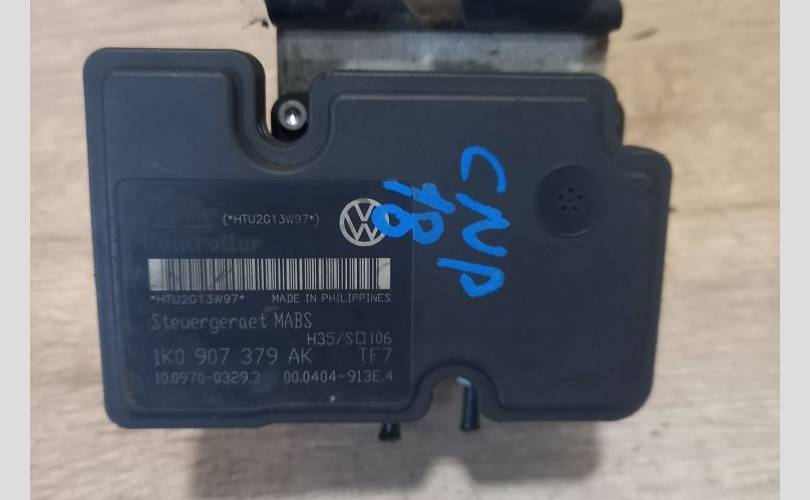 (*HTU2G13W97*)
Controller
*HTU2G13W97* MADE IN PHILIPPINES
Steuergeraet MABS
H35/S 106
1K0 907 379 AK TF7
10.0970-0329.3 00.0404-913E.4
CNP
18